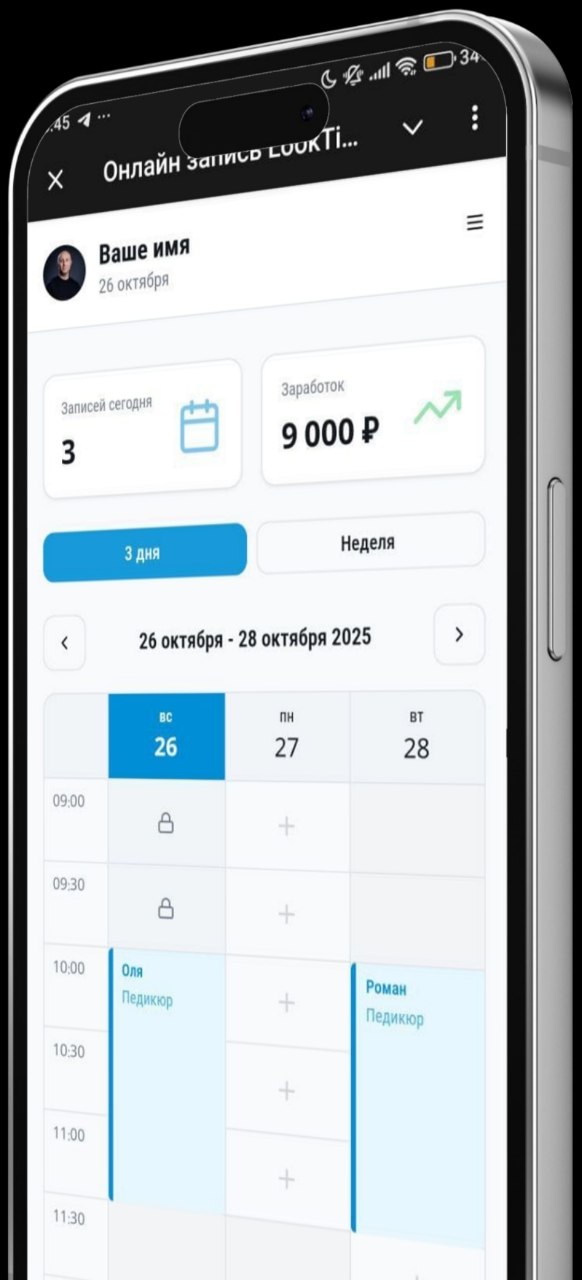 :45
34
Онлайн запись LookTi...
Ваше имя
26 октября
Записей сегодня
3
Заработок
9 000 ₽
3 дня
Неделя
26 октября - 28 октября 2025
вс
26
пн
27
вт
28
09:00
09:30
10:00
Оля
Педикюр
Роман
Педикюр
10:30
11:00
11:30